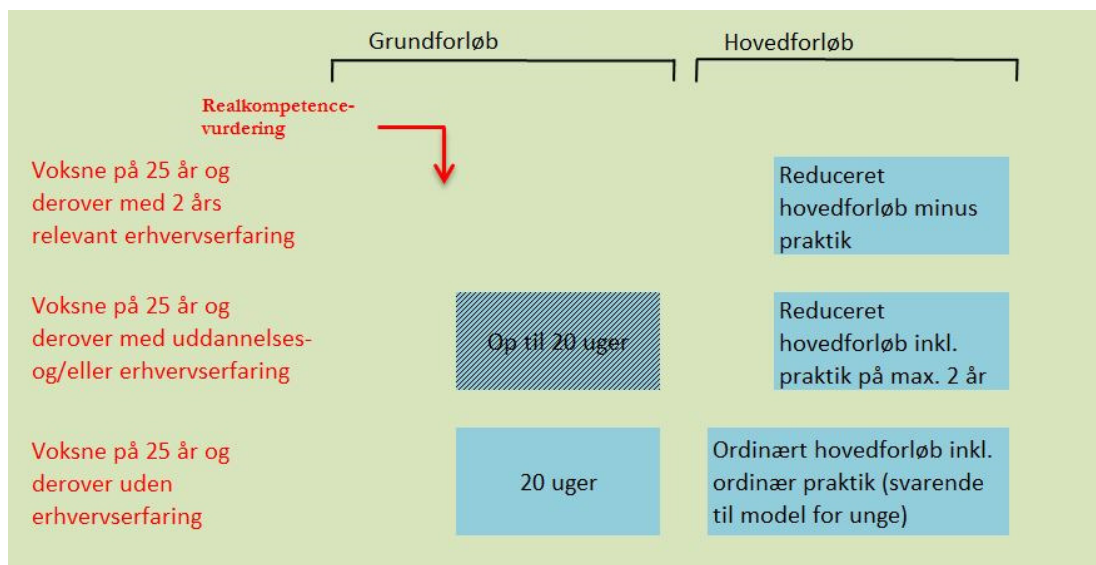 Grundforløb
Hovedforløb
Realkompetence-
vurdering
Voksne på 25 år og
derover med 2 års
relevant erhvervserfaring
Reduceret
hovedforløb minus
praktik
Voksne på 25 år og
derover med uddannelses-
og/eller erhvervserfaring
Op til 20 uger
Reduceret
hovedforløb inkl.
praktik på max. 2 år
Voksne på 25 år og
derover uden
erhvervserfaring
20 uger
Ordinært hovedforløb inkl.
ordinær praktik (svarende
til model for unge)